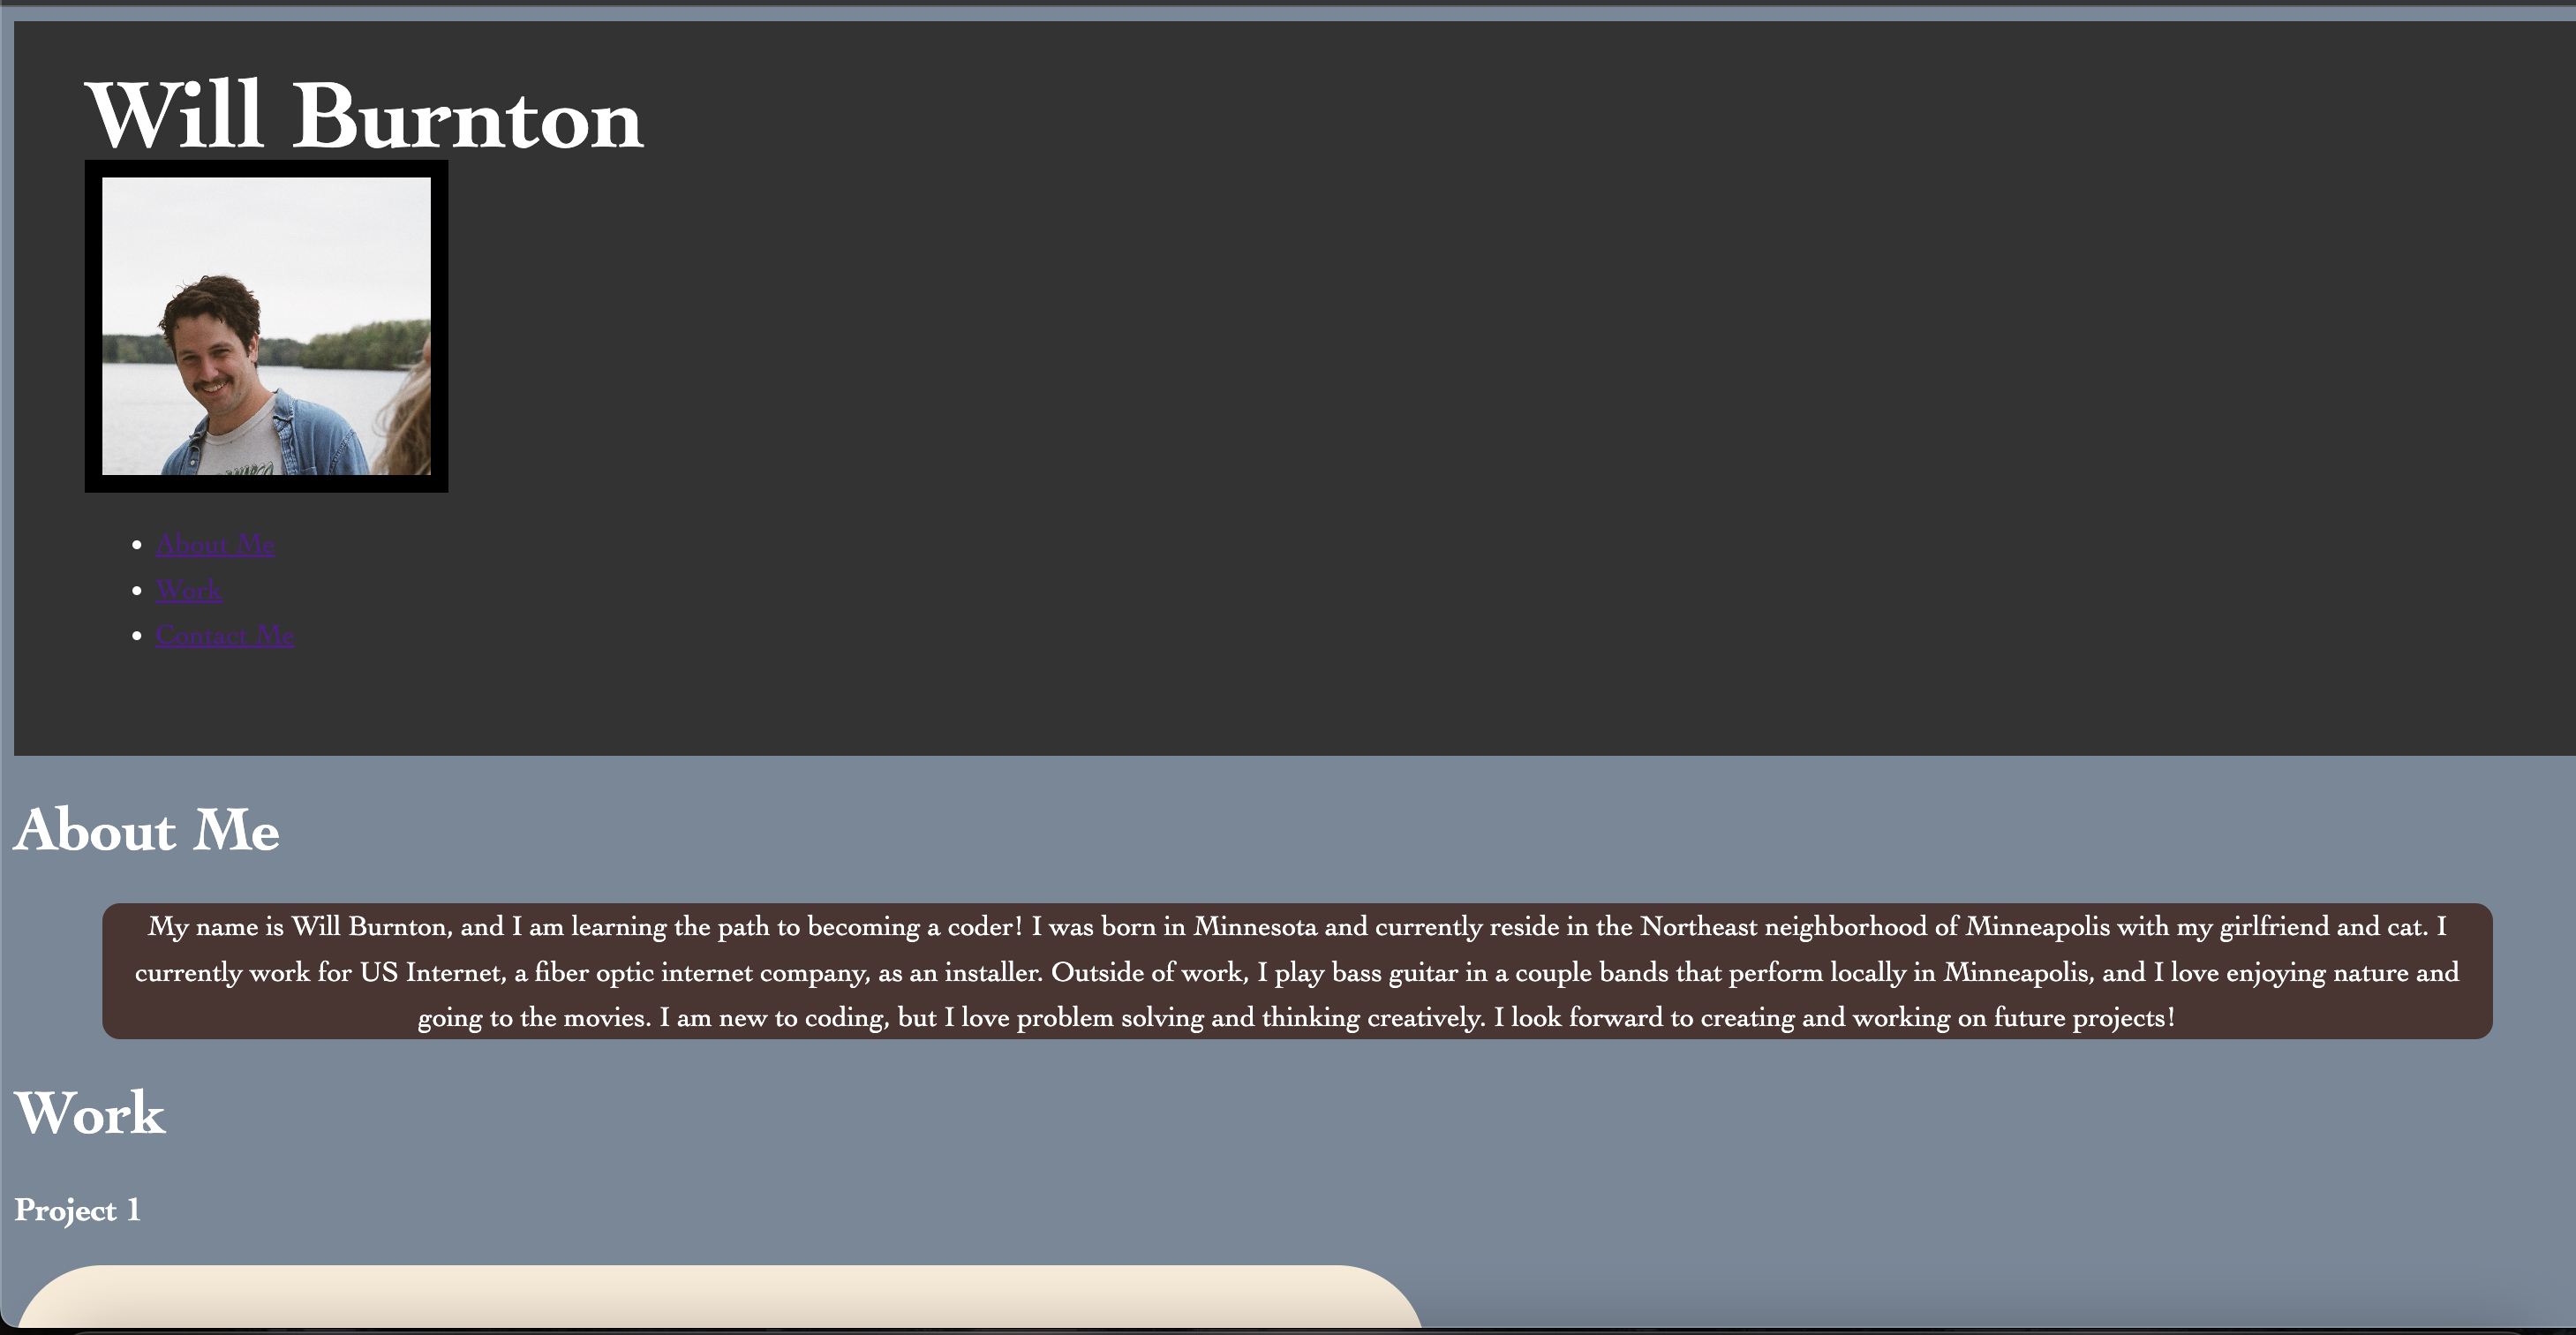 Will Burnton
About Me
Work
Contact Me
About Me
My name is Will Burnton, and I am learning the path to becoming a coder! I was born in Minnesota and currently reside in the Northeast neighborhood of Minneapolis with my girlfriend and cat. I
currently work for US Internet, a fiber optic internet company, as an installer. Outside of work, I play bass guitar in a couple bands that perform locally in Minneapolis, and I love enjoying nature and
going to the movies. I am new to coding, but I love problem solving and thinking creatively. I look forward to creating and working on future projects!
Work
Project 1